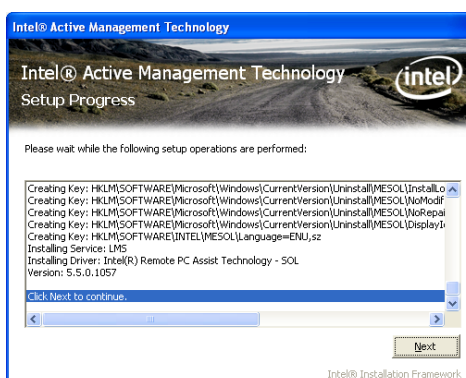 Intel® Active Management Technology
Intel® Active Management Technology
Setup Progress
intel
Please wait while the following setup operations are performed:
Creating Key: HKLM\SOFTWARE\Microsoft\Windows\CurrentVersion\Uninstall\MESOL\InstallLo
Creating Key: HKLM\SOFTWARE\Microsoft\Windows\CurrentVersion\Uninstall\MESOL\NoModif
Creating Key: HKLM\SOFTWARE\Microsoft\Windows\CurrentVersion\Uninstall\MESOL\NoRepai
Creating Key: HKLM\SOFTWARE\Microsoft\Windows\CurrentVersion\Uninstall\MESOL\DisplayI
Creating Key: HKLM\SOFTWARE\INTEL\MESOL\Language=ENU,sz
Installing Service: LMS
Installing Driver: Intel(R) Remote PC Assist Technology - SOL
Version: 5.5.0.1057
Click Next to continue.
Next
Intel® Installation Framework